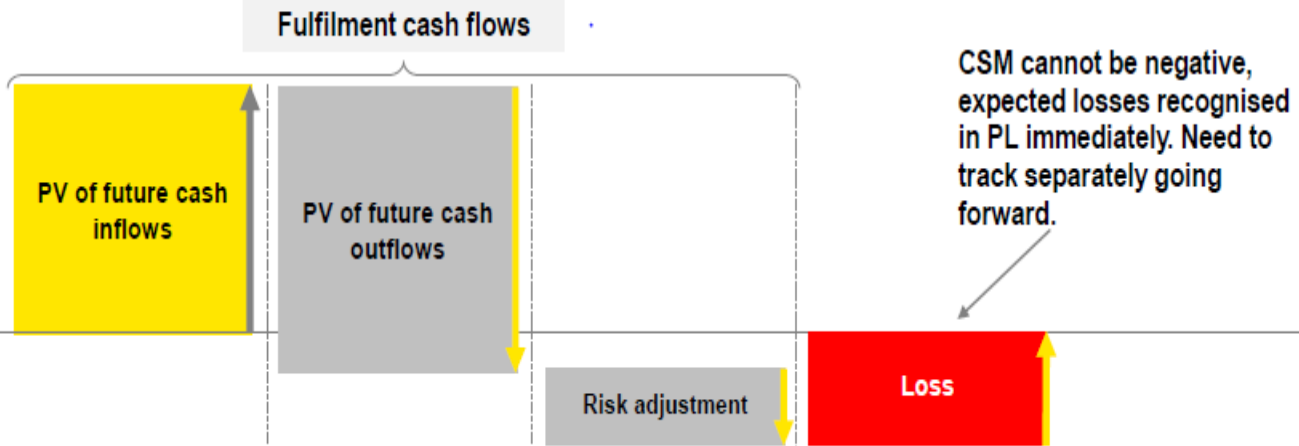 Fulfilment cash flows
CSM cannot be negative,
expected losses recognised
in PL immediately. Need to
track separately going
forward.
PV of future cash
inflows
PV of future cash
outflows
Risk adjustment
Loss